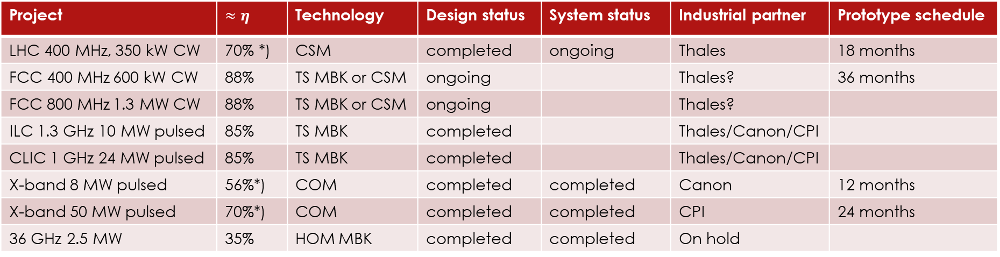 Project ≈ η Technology Design status System status Industrial partner Prototype schedule
LHC 400 MHz, 350 kW CW 70% *) CSM completed ongoing Thales 18 months
FCC 400 MHz 600 kW CW 88% TS MBK or CSM ongoing Thales? 36 months
FCC 800 MHz 1.3 MW CW 88% TS MBK or CSM ongoing Thales?
ILC 1.3 GHz 10 MW pulsed 85% TS MBK completed Thales/Canon/CPI
CLIC 1 GHz 24 MW pulsed 85% TS MBK completed Thales/Canon/CPI
X-band 8 MW pulsed 56%*) COM completed completed Canon 12 months
X-band 50 MW pulsed 70%*) COM completed completed CPI 24 months
36 GHz 2.5 MW 35% HOM MBK completed completed On hold